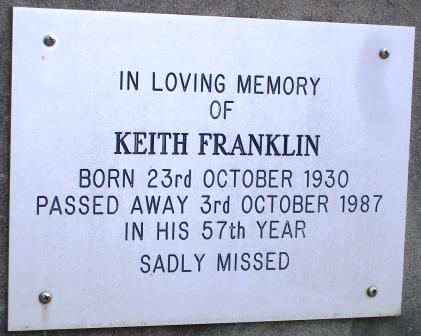 IN LOVING MEMORY
OF
KEITH FRANKLIN
BORN 23rd OCTOBER 1930
PASSED AWAY 3rd OCTOBER 1987
IN HIS 57th YEAR
SADLY MISSED